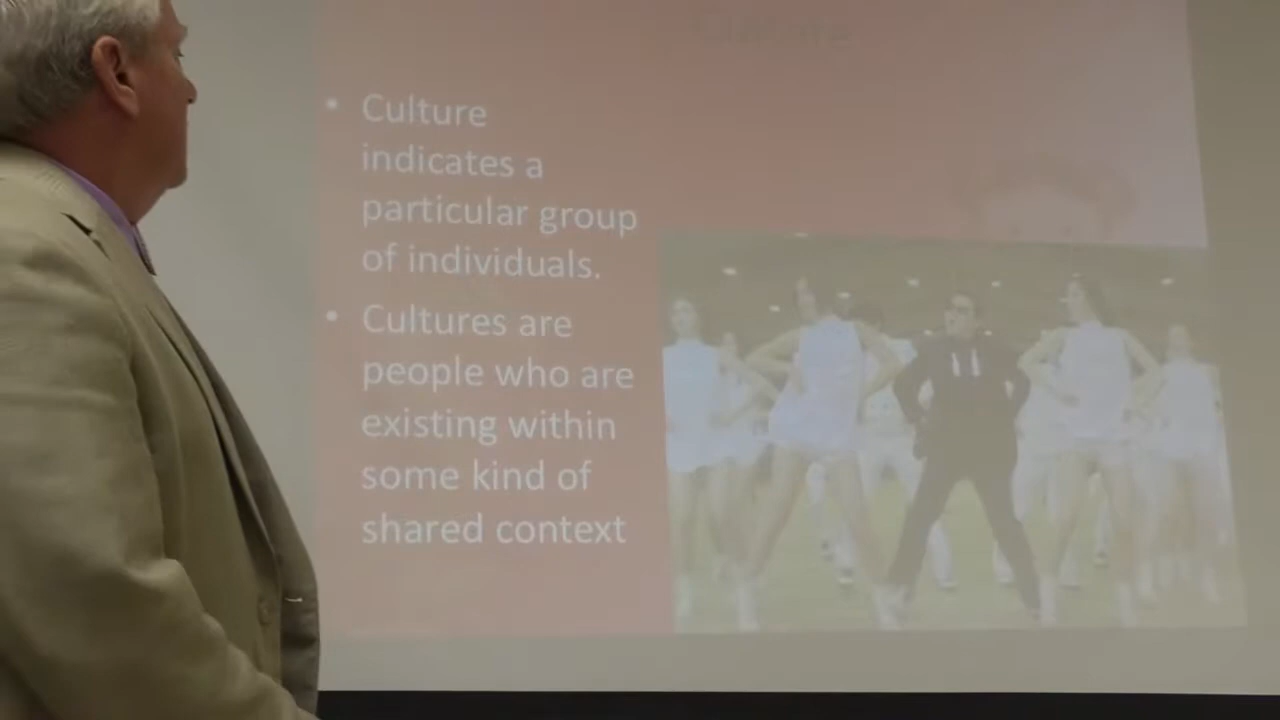 • Culture
indicates a
particular group
of individuals.
• Cultures are
people who are
existing within
some kind of
shared context